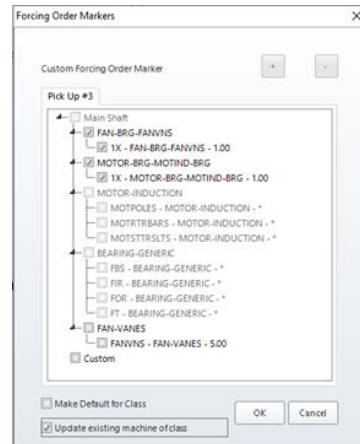 Forcing Order Markers
X
Custom Forcing Order Marker
+ -
Pick Up #3
Main Shaft
FAN-BRG-FANVNS
1X - FAN-BRG-FANVNS - 1.00
MOTOR-BRG-MOTIND-BRG
1X - MOTOR-BRG-MOTIND-BRG - 1.00
MOTOR-INDUCTION
MOTPOLES - MOTOR-INDUCTION - *
MOTRTRBARS - MOTOR-INDUCTION - *
MOTSTTRSLTS - MOTOR-INDUCTION - *
BEARING-GENERIC
FBS - BEARING-GENERIC - *
FIR - BEARING-GENERIC - *
FOR - BEARING-GENERIC - *
FT - BEARING-GENERIC - *
FAN-VANES
FANVNS - FAN-VANES - 5.00
Custom
Make Default for Class
Update existing machine of class
OK Cancel